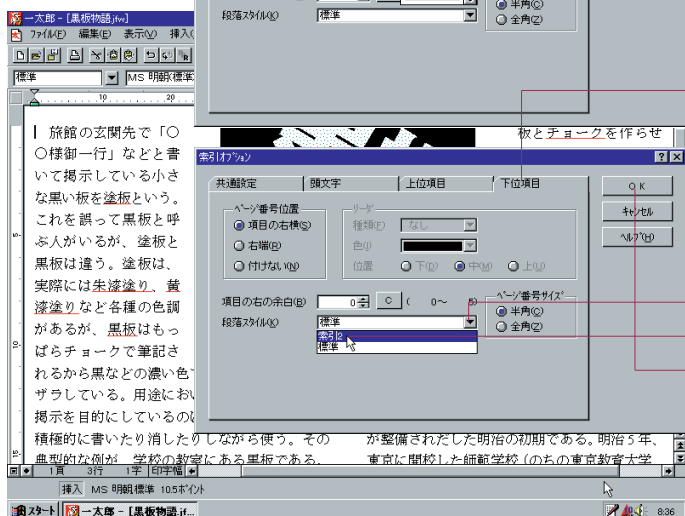 段落ｽﾀｲﾙ(K)
標準
半角(C)
全角(Z)
一太郎 - [黒板物語.jfw]
ﾌｧｲﾙ(F) 編集(E) 表示(V) 挿入(
標準
MS 明朝(標準)
10 20
旅館の玄関先で「○
○様御一行」などと書
いて掲示している小さ
な黒い板を塗板という。
これを誤って黒板と呼
ぶ人がいるが、塗板と
黒板は違う。塗板は、
実際には朱漆塗り、黄
漆塗りなど各種の色調
があるが、黒板はもっ
ぱらチョークで筆記さ
れるから黒などの濃い色
ザラしている。用途にお
掲示を目的にしているの
積極的に書いたり消したりしながら使う。その
典型的な例が、学校の教室にある黒板である。
板とチョークを作らせ
が整備されだした明治の初期である。明治５年、
東京に開校した師範学校（のちの東京教育大学
索引ｵﾌﾟｼｮﾝ
共通設定 頭文字 上位項目 下位項目
OK
キャンセル
ﾍﾙﾌﾟ(H)
ﾍﾟｰｼﾞ番号位置
項目の右横(S)
右端(R)
付けない(N)
ﾘｰﾀﾞ
種類(F) なし
色(I)
位置 下(D) 中(M) 上(U)
項目の右の余白(B) 0 C ( 0～ 5)
段落ｽﾀｲﾙ(K) 標準
索引2
標準
ﾍﾟｰｼﾞ番号ｻｲｽﾞ
半角(C)
全角(Z)
1頁 3行 1字 印字幅
挿入 MS 明朝標準 10.5ﾎﾟｲﾝﾄ
スタート 一太郎 - [黒板物語.jf... 8:36